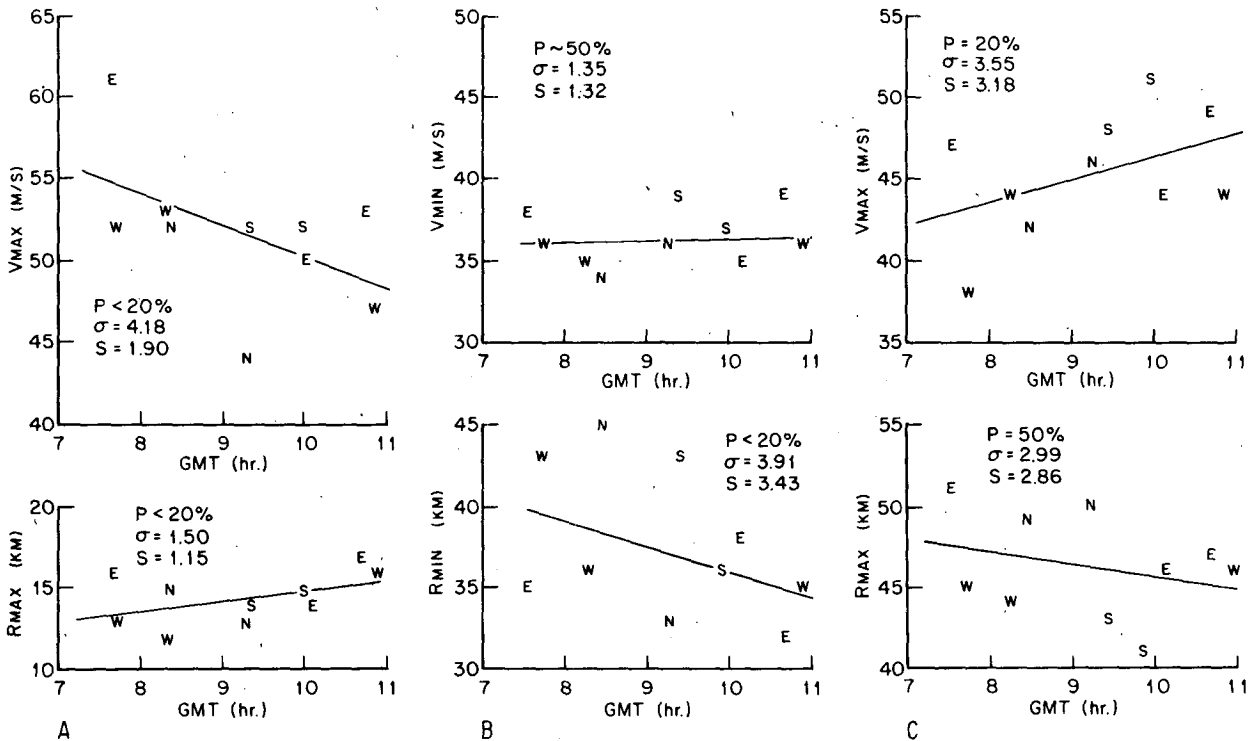 65
60
55
50
45
40
VMAX (M/S)
E
W
W
N
S
S
E
E
N
W
P < 20%
σ = 4.18
S = 1.90
7 8 9 10 11
GMT (hr.)
50
45
40
35
30
VMIN (M/S)
P ~ 50%
σ = 1.35
S = 1.32
E
W
W
N
S
N
S
E
E
W
7 8 9 10 11
GMT (hr.)
55
50
45
40
35
VMAX (M/S)
P = 20%
σ = 3.55
S = 3.18
E
W
W
N
N
S
S
E
E
W
7 8 9 10 11
GMT (hr.)
20
15
10
RMAX (KM)
P < 20%
σ = 1.50
S = 1.15
E
W
N
W
N
S
S
E
E
W
7 8 9 10 11
GMT (hr.)
A
45
40
35
30
RMIN (KM)
P < 20%
σ = 3.91
S = 3.43
W
E
N
W
S
N
S
E
E
W
7 8 9 10 11
GMT (hr.)
B
55
50
45
40
RMAX (KM)
P = 50%
σ = 2.99
S = 2.86
E
W
N
W
N
S
S
E
E
W
7 8 9 10 11
GMT (hr.)
C